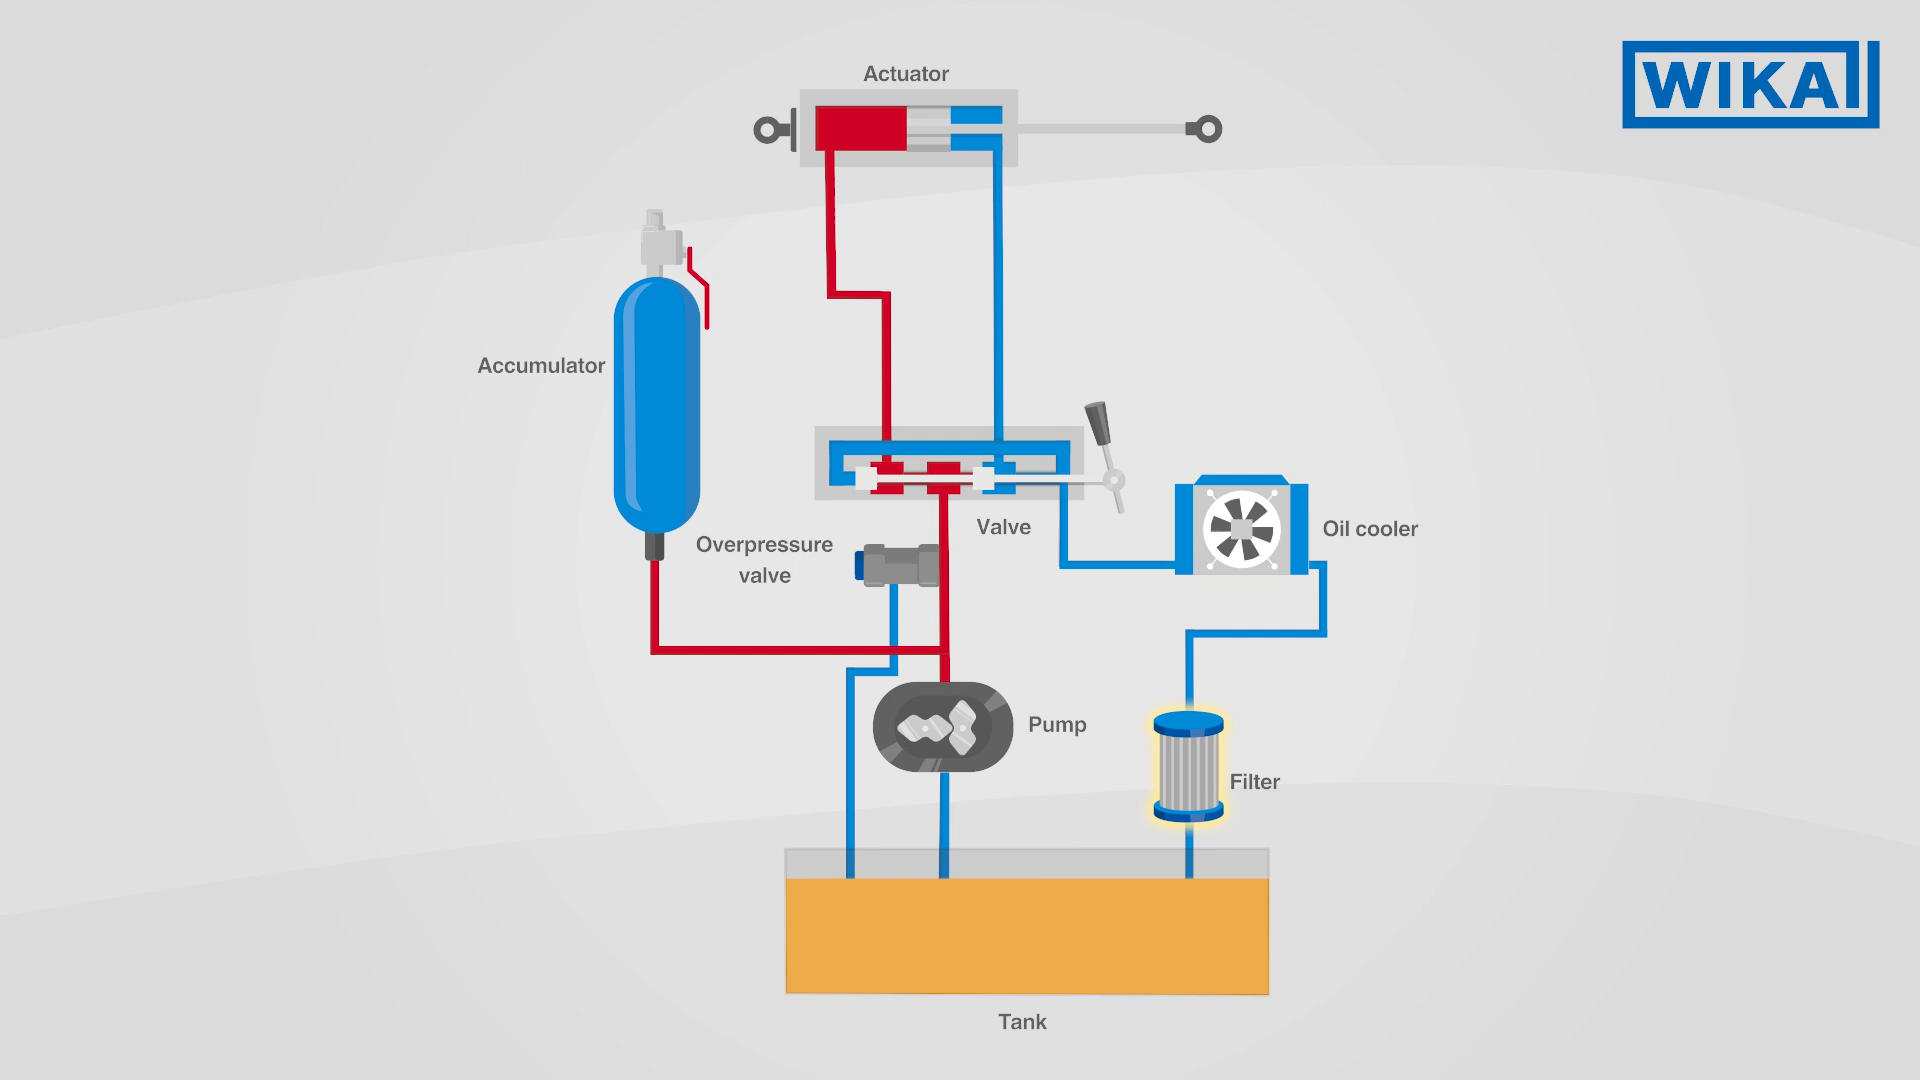 Actuator
WIKA
Accumulator
Valve
Oil cooler
Overpressure
valve
Pump
Filter
Tank